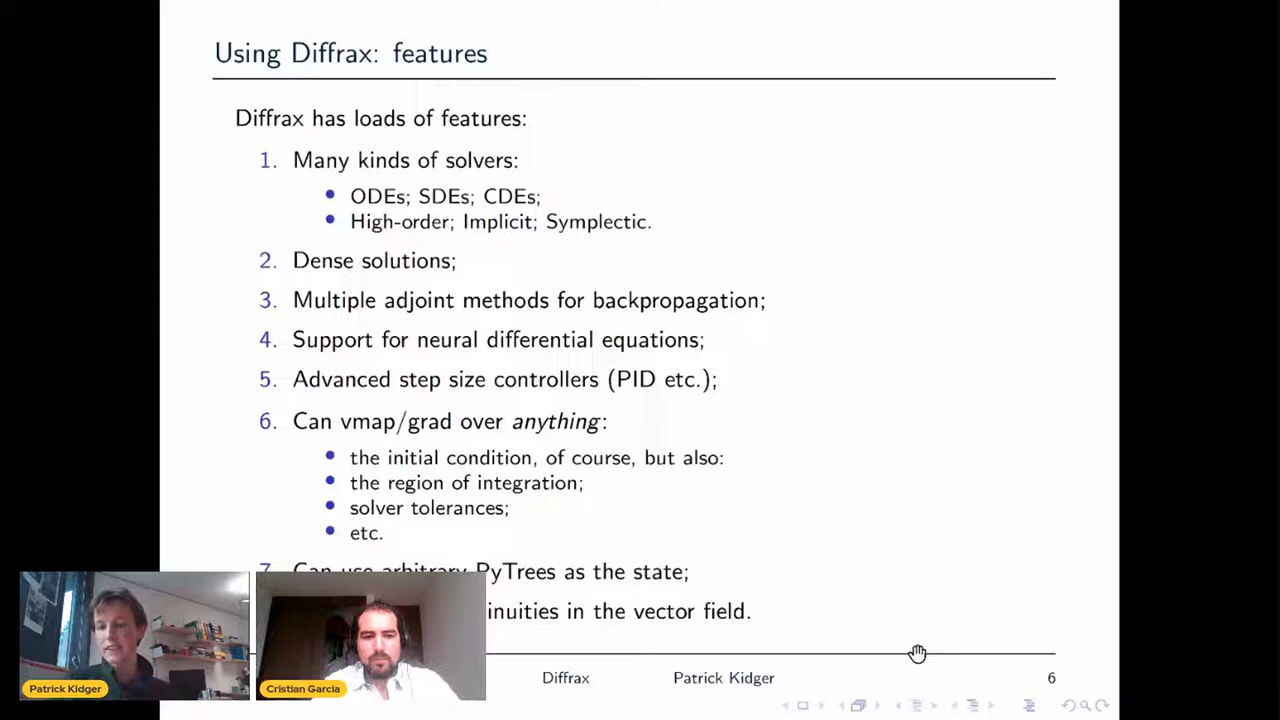 Using Diffrax: features
Diffrax has loads of features:
1. Many kinds of solvers:
• ODEs; SDEs; CDEs;
• High-order; Implicit; Symplectic.
2. Dense solutions;
3. Multiple adjoint methods for backpropagation;
4. Support for neural differential equations;
5. Advanced step size controllers (PID etc.);
6. Can vmap/grad over anything:
• the initial condition, of course, but also:
• the region of integration;
• solver tolerances;
• etc.
7. Can use arbitrary PyTrees as the state;
inuities in the vector field.
Diffrax Patrick Kidger 6
Patrick Kidger
Cristian Garcia